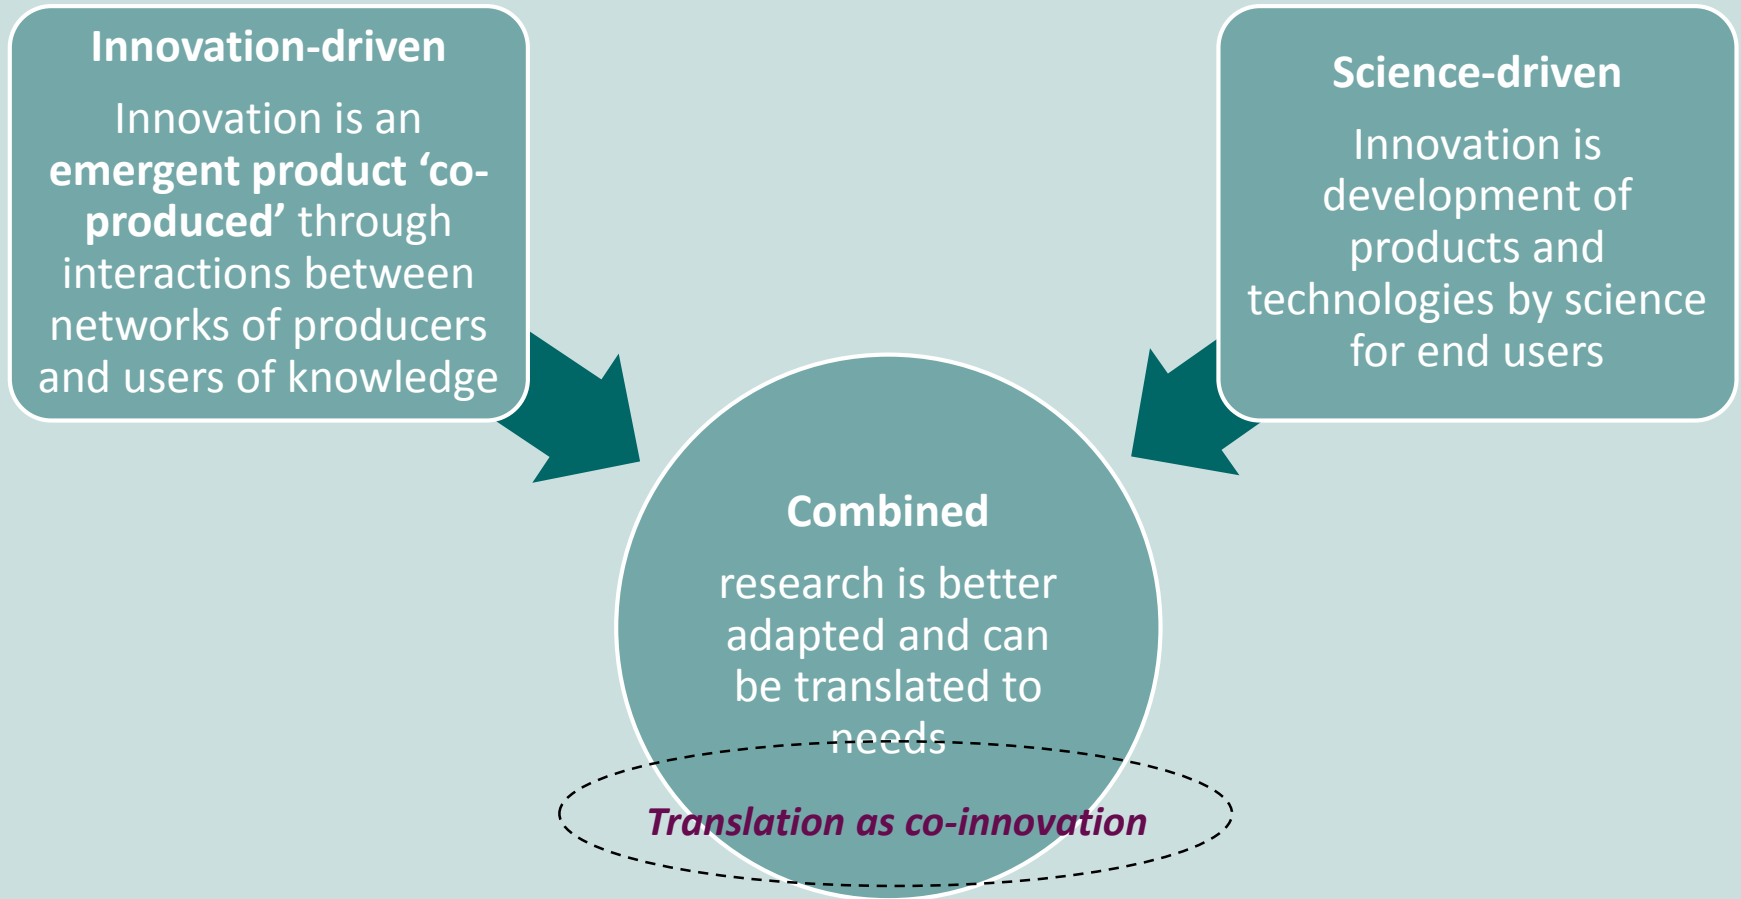 Innovation-driven
Innovation is an
emergent product ‘co-
produced’ through
interactions between
networks of producers
and users of knowledge
Science-driven
Innovation is
development of
products and
technologies by science
for end users
Combined
research is better
adapted and can
be translated to
needs
Translation as co-innovation